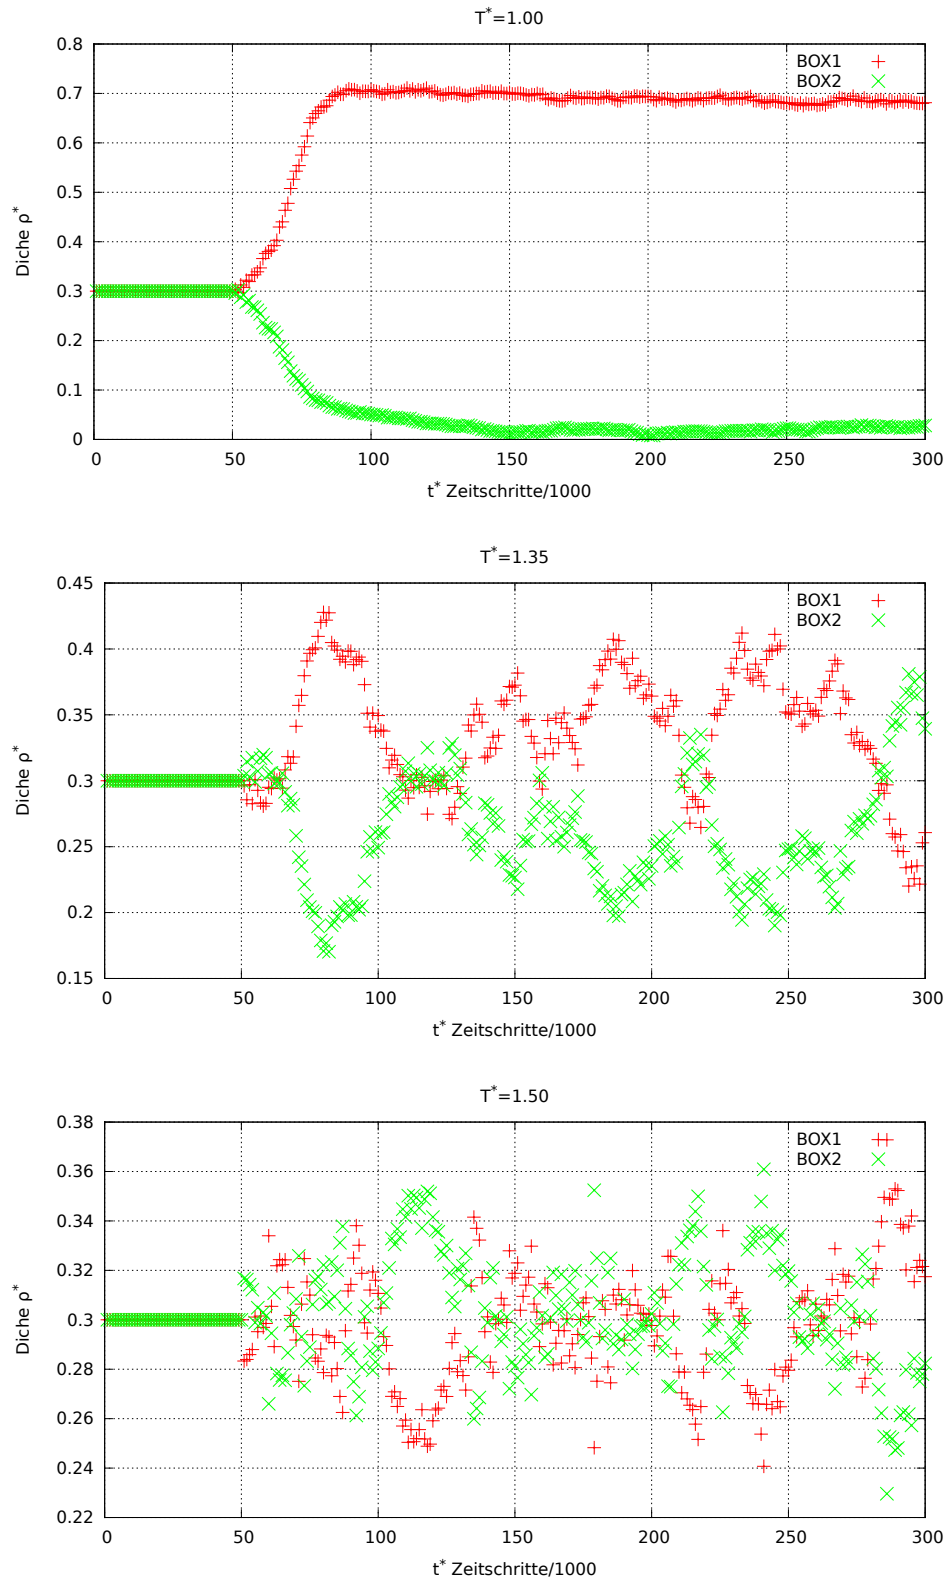 T*=1.00
0.8
0.7
0.6
0.5
0.4
0.3
0.2
0.1
0
Diche ρ*
BOX1
BOX2
0 50 100 150 200 250 300
t* Zeitschritte/1000
T*=1.35
0.45
0.4
0.35
0.3
0.25
0.2
0.15
Diche ρ*
BOX1
BOX2
0 50 100 150 200 250 300
t* Zeitschritte/1000
T*=1.50
0.38
0.36
0.34
0.32
0.3
0.28
0.26
0.24
0.22
Diche ρ*
BOX1
BOX2
0 50 100 150 200 250 300
t* Zeitschritte/1000